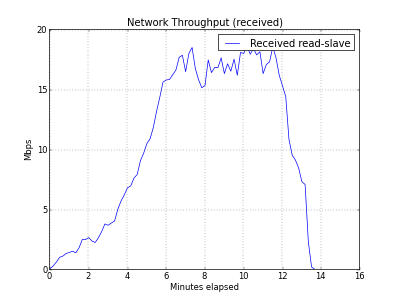 Network Throughput (received)
Received read-slave
20
15
10
5
0
Mbps
0 2 4 6 8 10 12 14 16
Minutes elapsed